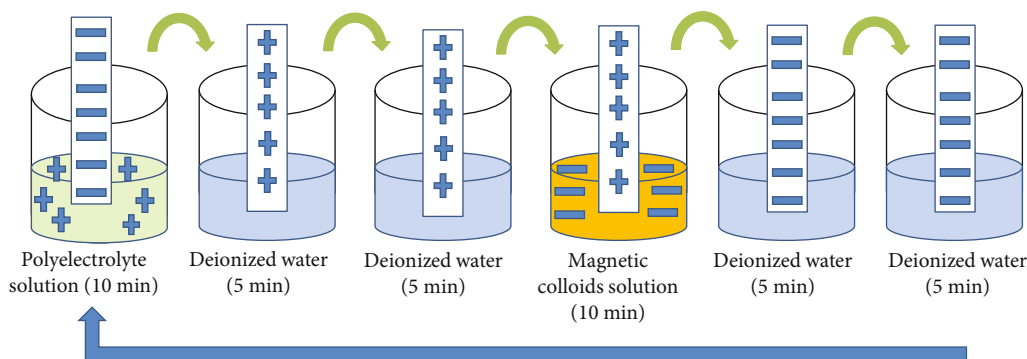 Polyelectrolyte
solution (10 min)
Deionized water
(5 min)
Deionized water
(5 min)
Magnetic
colloids solution
(10 min)
Deionized water
(5 min)
Deionized water
(5 min)